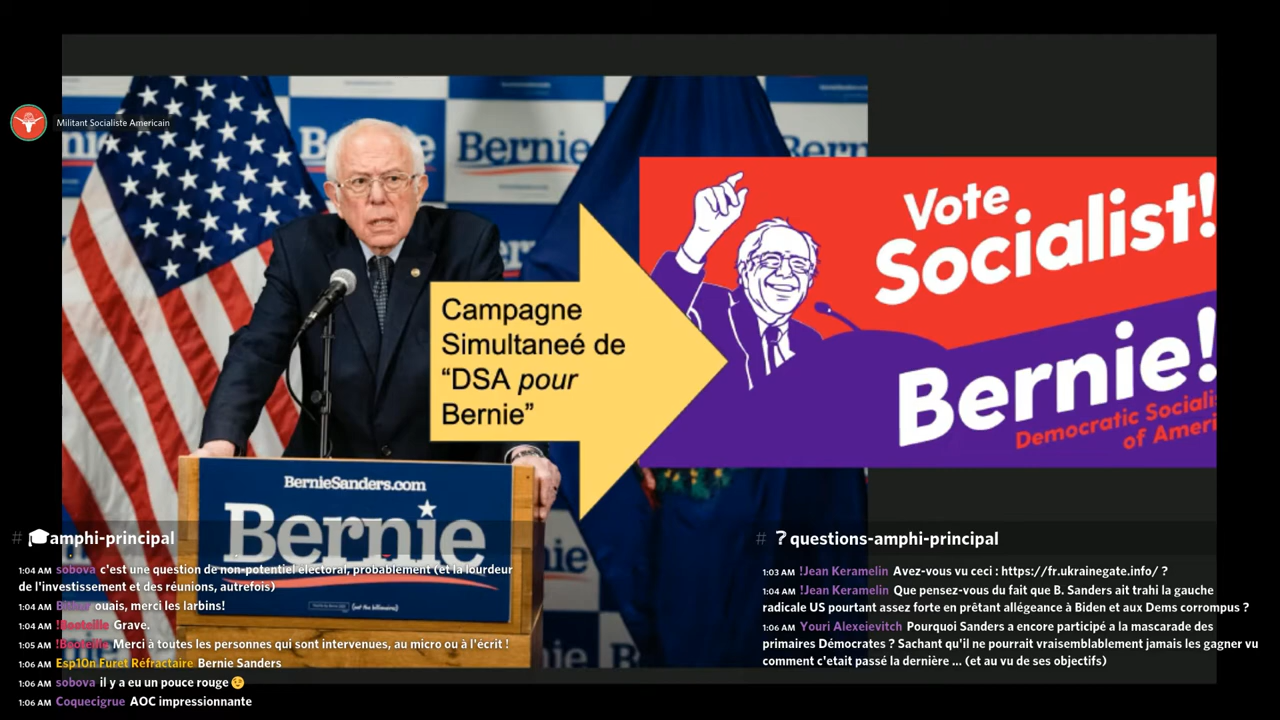 Militant Socialiste Americain
Bernie
Bernie
Berni
Vote
Socialist!
Campagne
Simultaneé de
“DSA pour
Bernie”
Bernie!
Democratic Sociali
of Ameri
BernieSanders.com
Bernie
(not the billionaires)
# 🎓amphi-principal
1:04 AM sobova c'est une question de non-potentiel électoral, probablement (et la lourdeur
de l'investissement et des réunions, autrefois)
1:04 AM ouais, merci les larbins!
1:04 AM !Bouteille Grave.
1:05 AM !Bouteille Merci à toutes les personnes qui sont intervenues, au micro ou à l'écrit !
1:06 AM Esp10n Furet Réfractaire Bernie Sanders
1:06 AM sobova il y a eu un pouce rouge 🤨
1:06 AM Coquecigrue AOC impressionnante
# ❔questions-amphi-principal
1:03 AM !Jean Keramelin Avez-vous vu ceci : https://fr.ukrainegate.info/ ?
1:04 AM !Jean Keramelin Que pensez-vous du fait que B. Sanders ait trahi la gauche
radicale US pourtant assez forte en prêtant allégeance à Biden et aux Dems corrompus ?
1:06 AM Youri Alexeievitch Pourquoi Sanders a encore participé a la mascarade des
primaires Démocrates ? Sachant qu'il ne pourrait vraisemblablement jamais les gagner vu
comment c'etait passé la dernière ... (et au vu de ses objectifs)